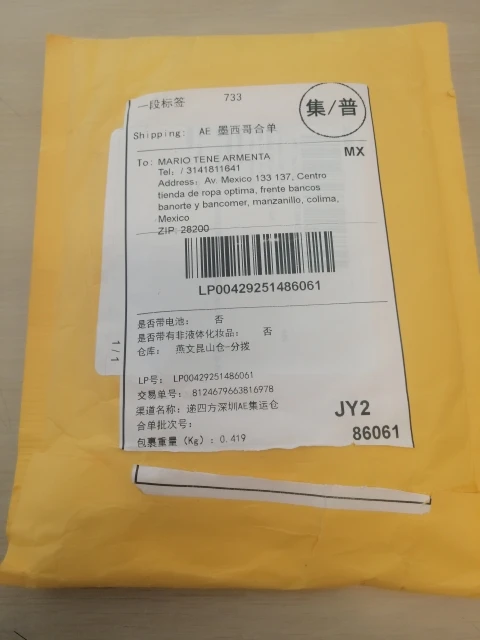 一段标签 733
集/普
Shipping: AE 墨西哥合单
To: MARIO TENE ARMENTA
MX
Tel: / 3141811641
Address: Av. Mexico 133 137, Centro
tienda de ropa optima, frente bancos
banorte y bancomer, manzanillo, colima,
Mexico
ZIP: 28200
LP00429251486061
是否带电池: 否
是否带有非液体化妆品: 否
仓库: 燕文昆山仓-分拨
1/1
LP号: LP00429251486061
交易单号: 8124679663816978
渠道名称: 递四方深圳AE集运仓
JY2
合单批次号:
86061
包裹重量 (Kg): 0.419